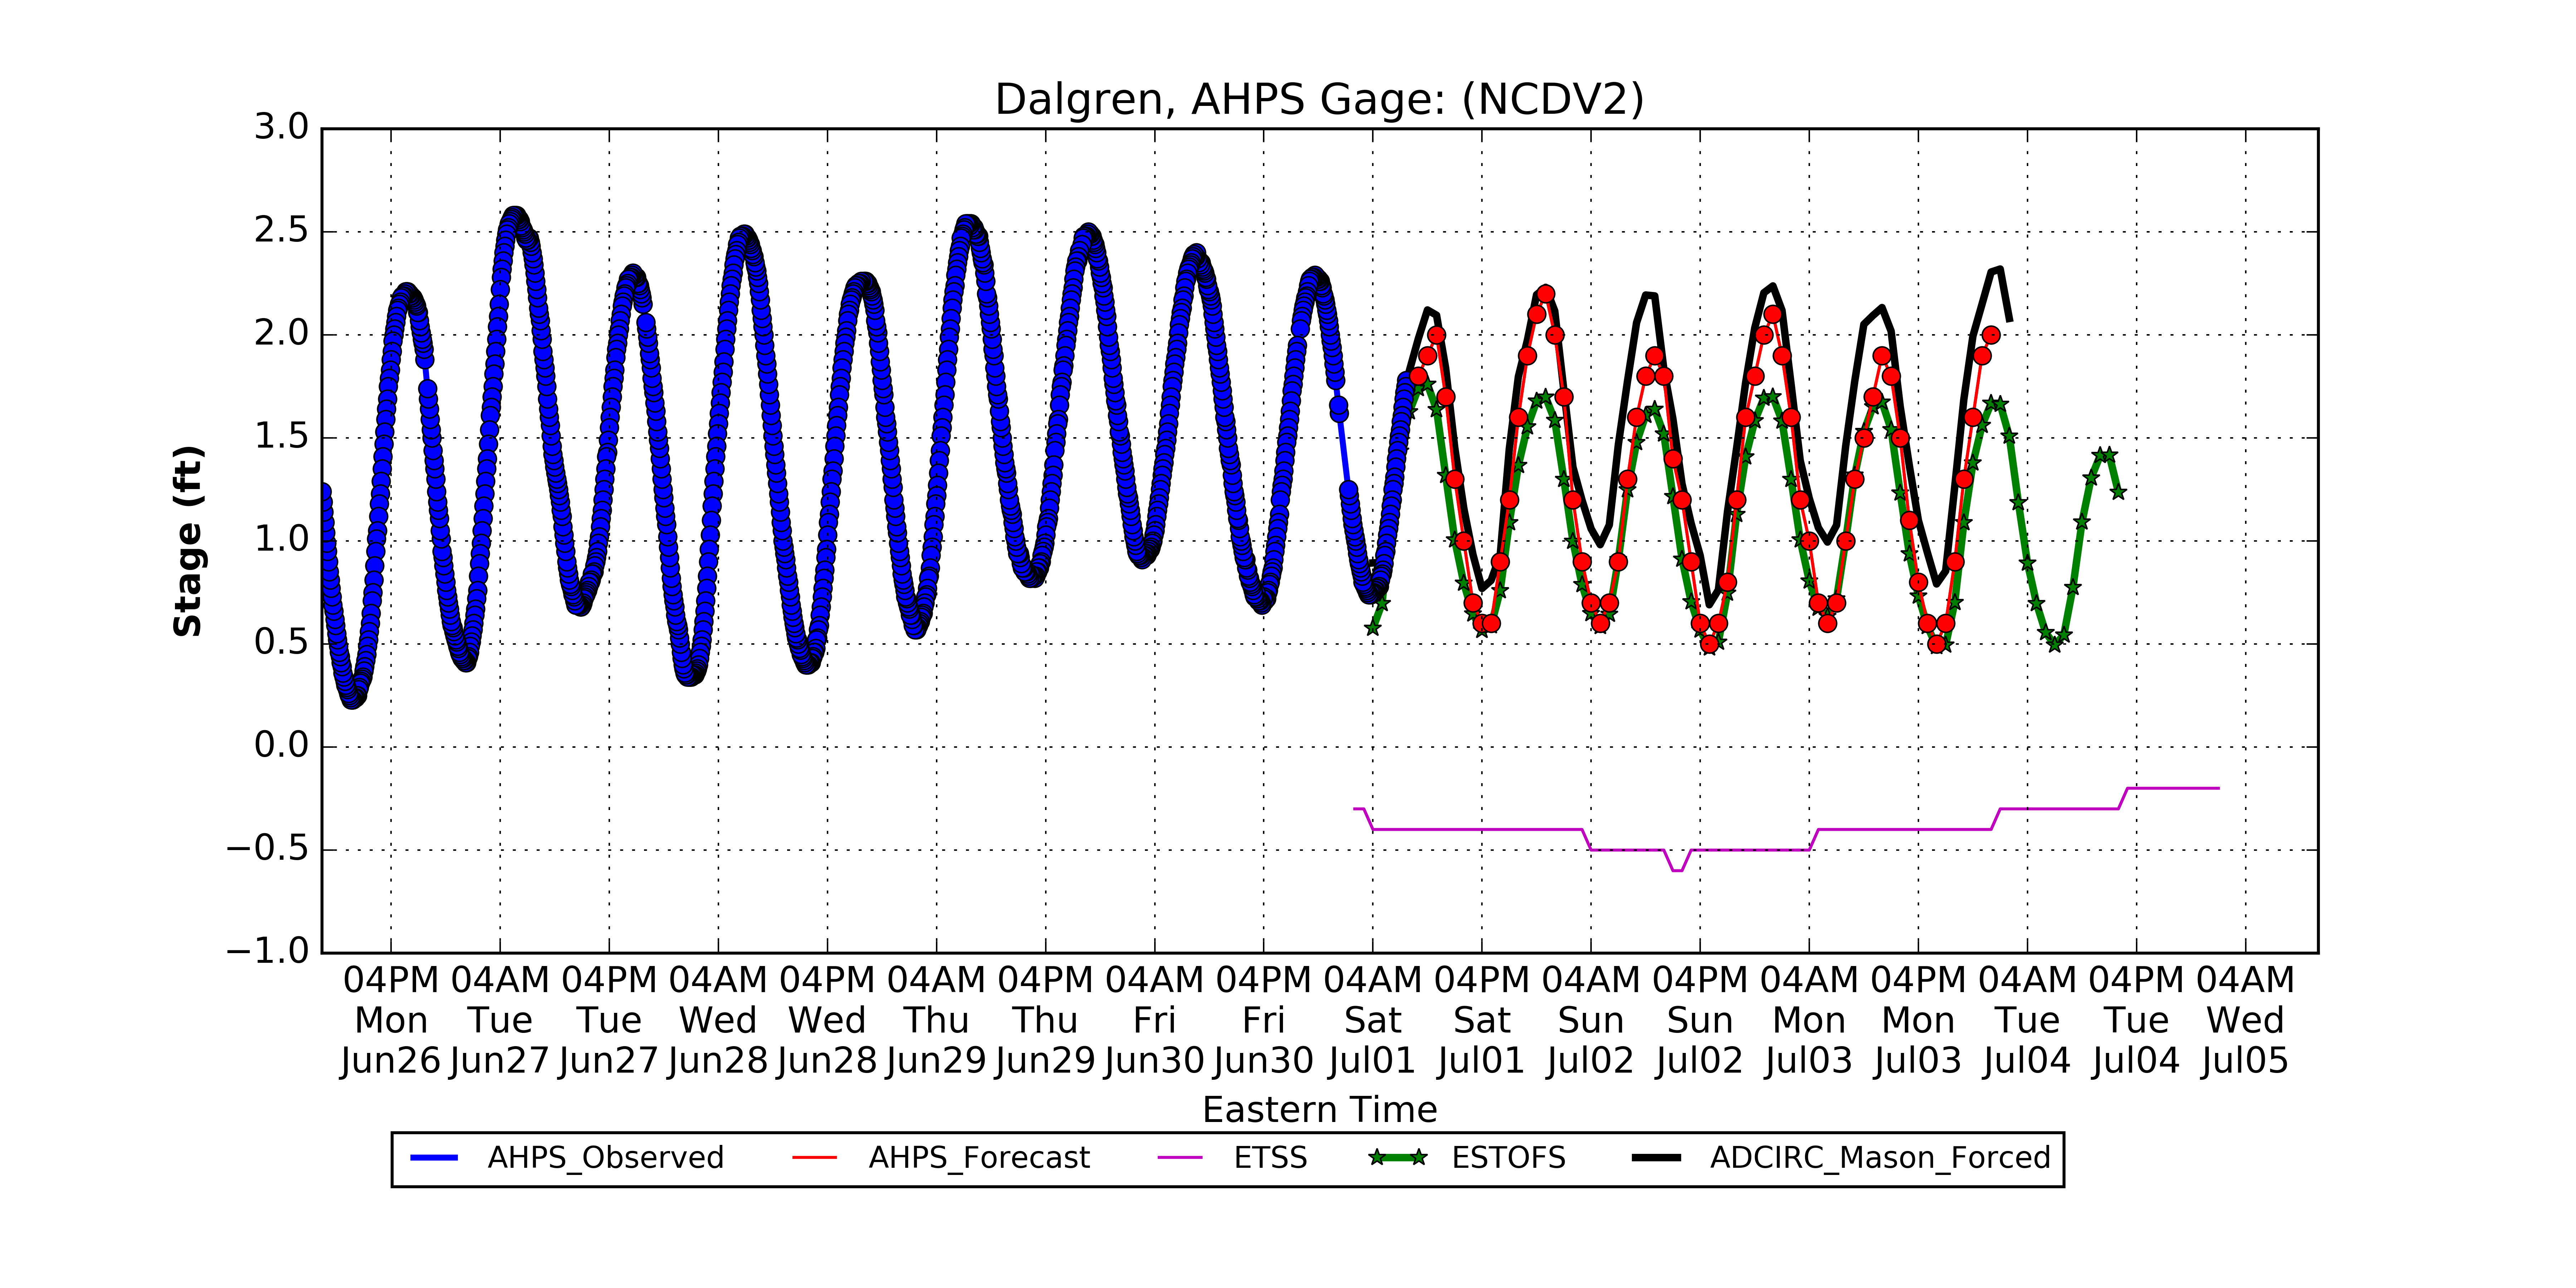 Dalgren, AHPS Gage: (NCDV2)
3.0
2.5
2.0
1.5
1.0
0.5
0.0
−0.5
−1.0
Stage (ft)
04PM 04AM 04PM 04AM 04PM 04AM 04PM 04AM 04PM 04AM 04PM 04AM 04PM 04AM 04PM 04AM 04PM 04AM
Mon Tue Tue Wed Wed Thu Thu Fri Fri Sat Sat Sun Sun Mon Mon Tue Tue Wed
Jun26 Jun27 Jun27 Jun28 Jun28 Jun29 Jun29 Jun30 Jun30 Jul01 Jul01 Jul02 Jul02 Jul03 Jul03 Jul04 Jul04 Jul05
Eastern Time
AHPS_Observed AHPS_Forecast ETSS ESTOFS ADCIRC_Mason_Forced